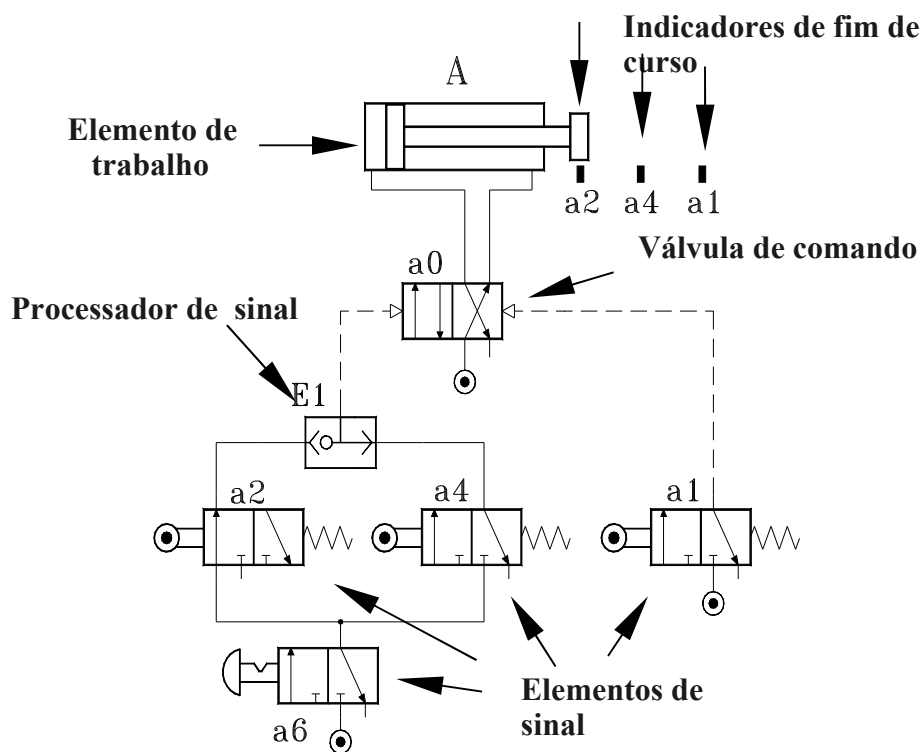 Indicadores de fim de
curso
A
Elemento de
trabalho
a2
a4
a1
Válvula de comando
a0
Processador de sinal
E1
a2
a4
a1
Elementos de
sinal
a6